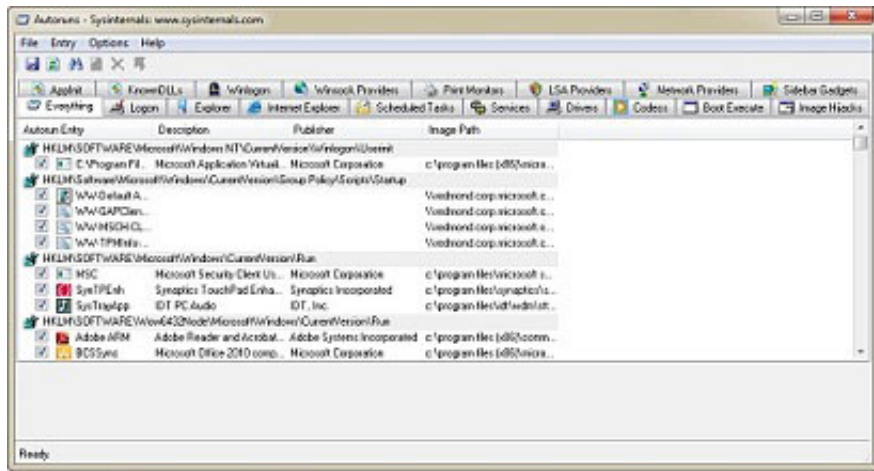 Autoruns - Sysinternals: www.sysinternals.com
File Entry Options Help
AppInit KnownDLLs Winlogon Winsock Providers Print Monitors LSA Providers Network Providers Sidebar Gadgets
Everything Logon Explorer Internet Explorer Scheduled Tasks Services Drivers Codecs Boot Execute Image Hijacks
Autorun Entry Description Publisher Image Path
HKLM\SOFTWARE\Microsoft\Windows NT\CurrentVersion\Winlogon\Userinit
C:\Program Fil... Microsoft Application Virtuali... Microsoft Corporation c:\program files (x86)\micro...
HKLM\Software\Microsoft\Windows\CurrentVersion\Group Policy\Scripts\Startup
WW-Default A... \\redmond.corp.microsoft.c...
\\redmond.corp.microsoft.c...
\\redmond.corp.microsoft.c...
WW-TPMInfo... \\redmond.corp.microsoft.c...
HKLM\SOFTWARE\Microsoft\Windows\CurrentVersion\Run
MSC Microsoft Security Client Us... Microsoft Corporation c:\program files\microsoft s...
SynTPEnh Synaptics TouchPad Enha... Synaptics Incorporated c:\program files\synaptics\s...
SysTrayApp IDT PC Audio IDT, Inc. c:\program files\idt\wdm\stt...
HKLM\SOFTWARE\Wow6432Node\Microsoft\Windows\CurrentVersion\Run
Adobe ARM Adobe Reader and Acrobat... Adobe Systems Incorporated c:\program files (x86)\comm...
BCSSync Microsoft Office 2010 comp... Microsoft Corporation c:\program files (x86)\micro...
Ready.